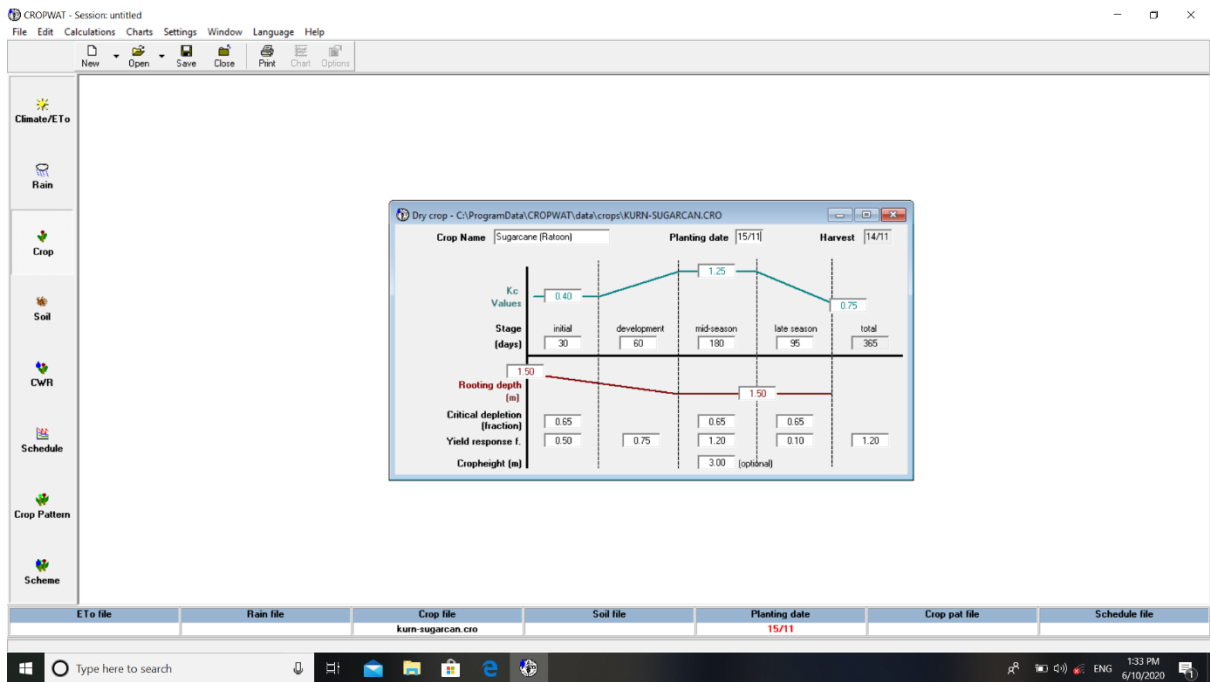 CROPWAT - Session: untitled
File Edit Calculations Charts Settings Window Language Help
New Open Save Close Print Chart Options
Climate/ETo
Rain
Crop
Soil
CWR
Schedule
Crop Pattern
Scheme
Dry crop - C:\ProgramData\CROPWAT\data\crops\KURN-SUGARCAN.CRO
Crop Name Sugarcane (Ratoon) Planting date 15/11 Harvest 14/11
Kc Values 0.40 1.25 0.75
Stage initial development mid-season late season total
(days) 30 60 180 95 365
Rooting depth (m) 1.50 1.50
Critical depletion (fraction) 0.65 0.65 0.65
Yield response f. 0.50 0.75 1.20 0.10 1.20
Cropheight (m) 3.00 (optional)
ETo file Rain file Crop file Soil file Planting date Crop pat file Schedule file
kurn-sugarcan.cro 15/11
Type here to search
ENG
1:33 PM
6/10/2020
1